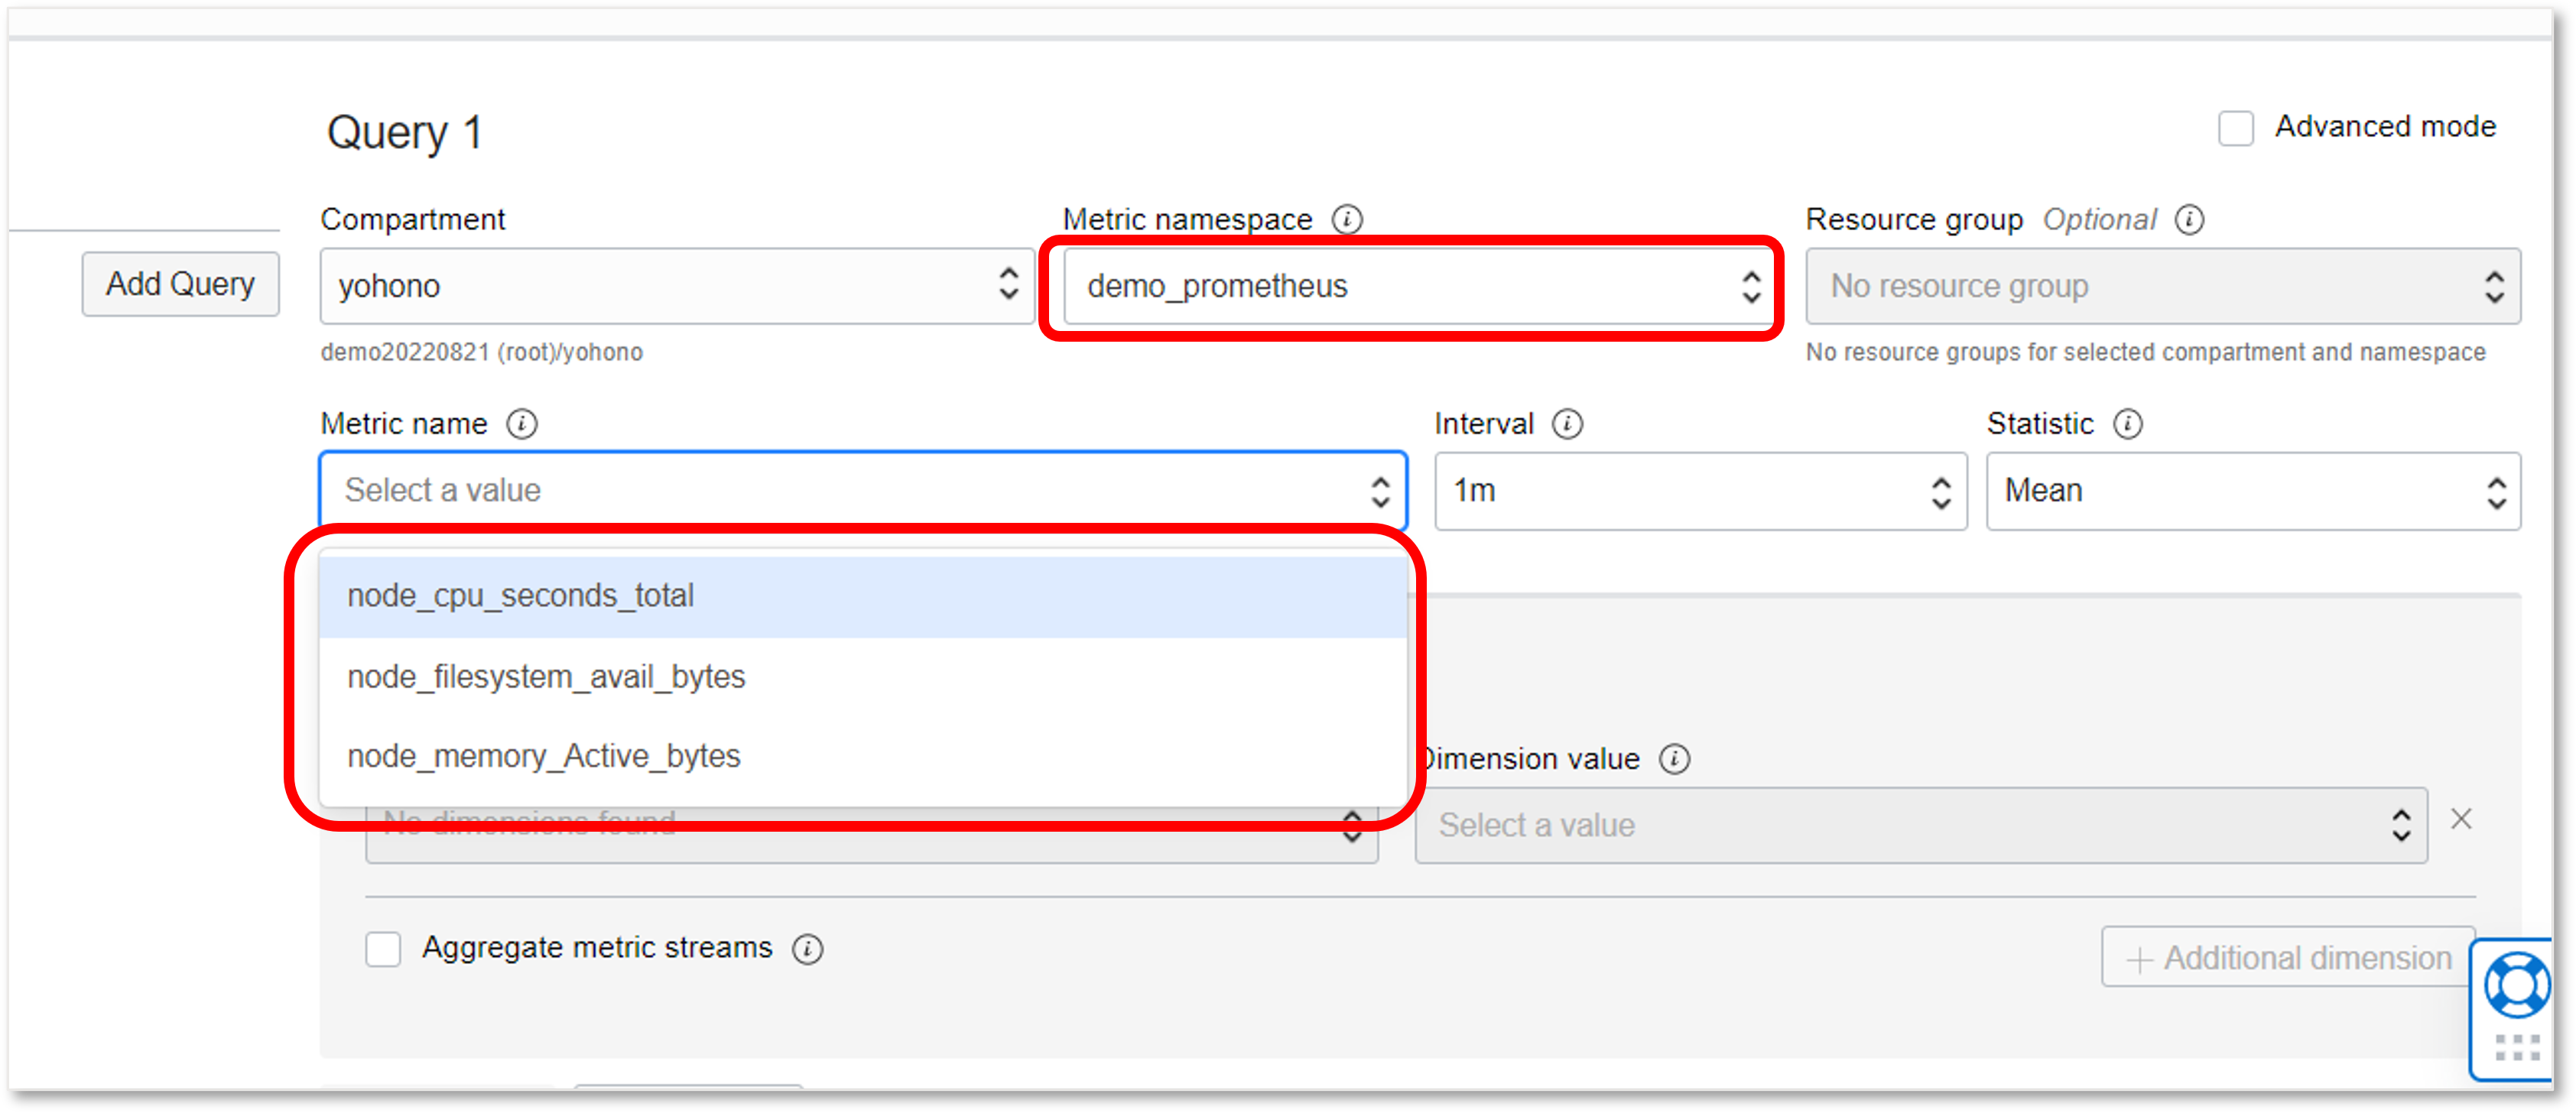 Query 1
Advanced mode
Compartment
Metric namespace
Resource group Optional
Add Query
yohono
demo_prometheus
No resource group
demo20220821 (root)/yohono
No resource groups for selected compartment and namespace
Metric name
Interval
Statistic
Select a value
1m
Mean
node_cpu_seconds_total
node_filesystem_avail_bytes
node_memory_Active_bytes
Dimension value
No dimensions found
Select a value
Aggregate metric streams
+ Additional dimension